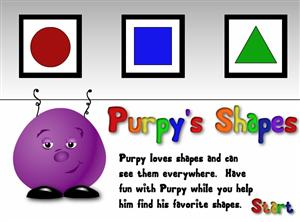 Purpy's Shapes
Purpy loves shapes and can
see them everywhere.  Have
fun with Purpy while you help
him find his favorite shapes.
Start